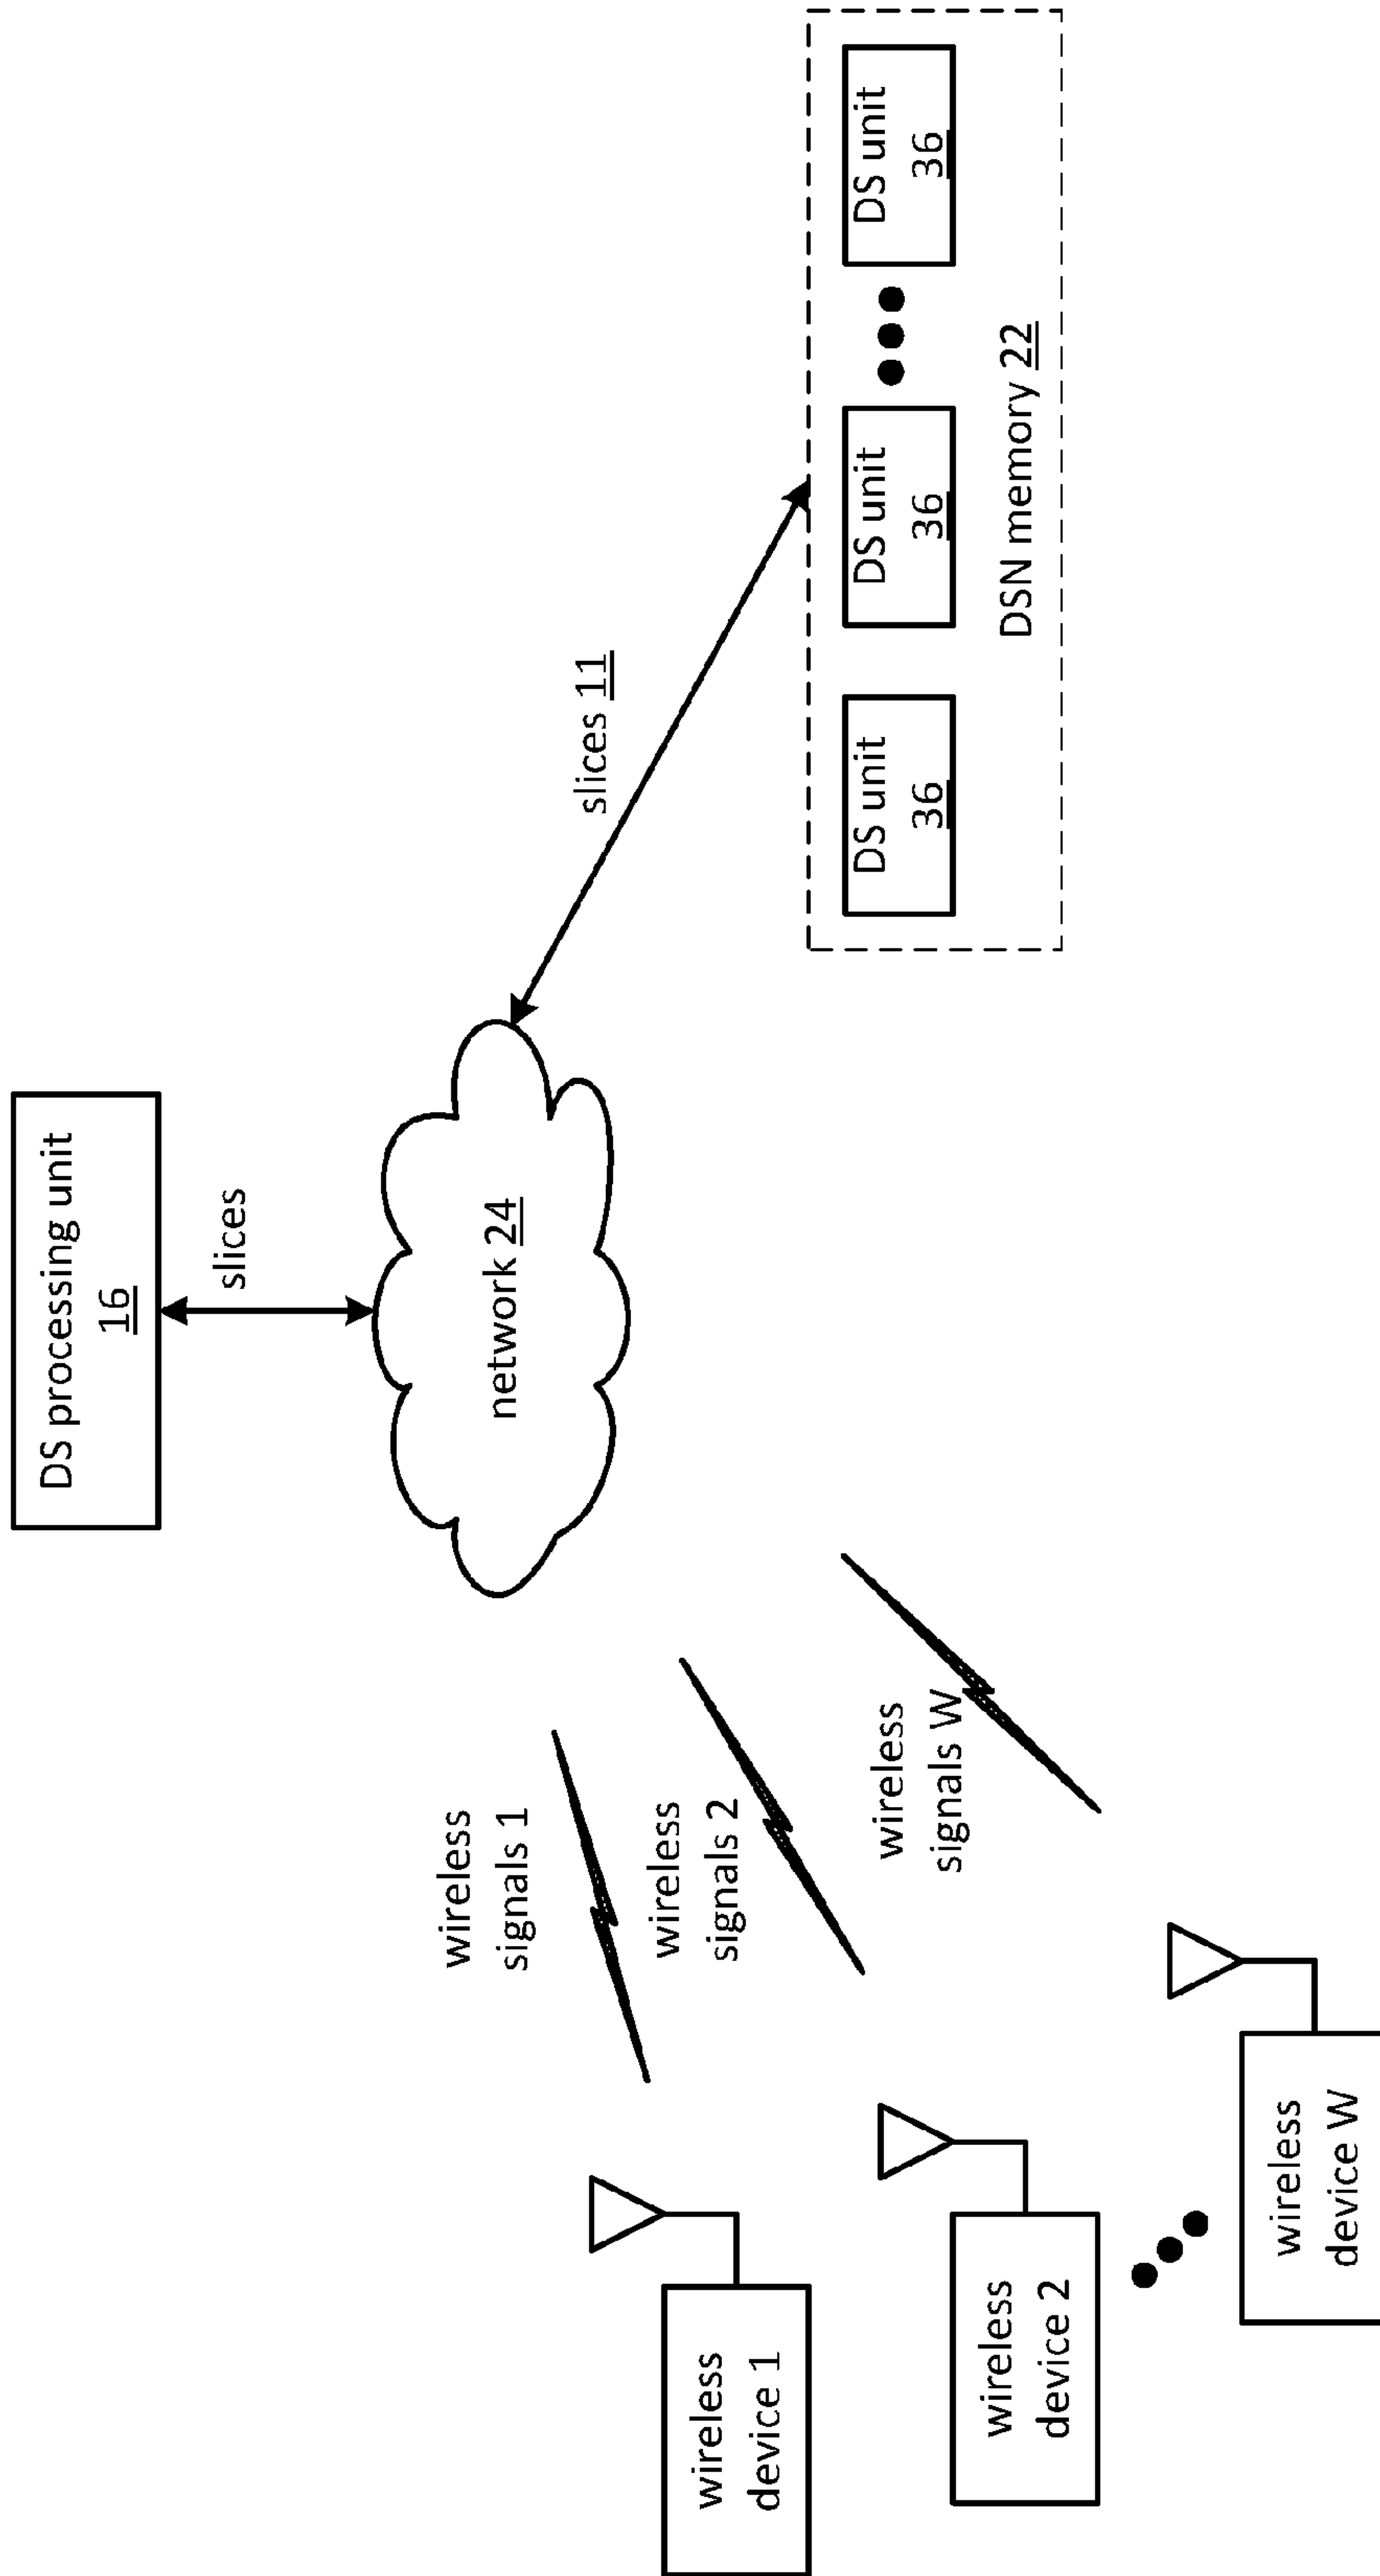 DS processing unit
16
slices
network 24
slices 11
wireless
signals 1
wireless
signals 2
wireless
signals W
wireless
device 1
wireless
device 2
wireless
device W
DS unit
36
DS unit
36
DS unit
36
DSN memory 22